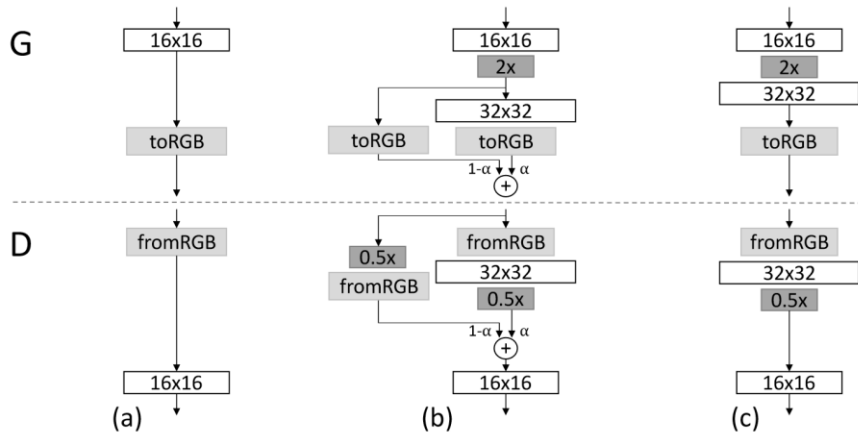 G
16x16
toRGB
16x16
2x
32x32
toRGB
toRGB
1-α
α
+
16x16
2x
32x32
toRGB
D
fromRGB
16x16
(a)
0.5x
fromRGB
fromRGB
32x32
0.5x
1-α
α
+
16x16
(b)
fromRGB
32x32
0.5x
16x16
(c)